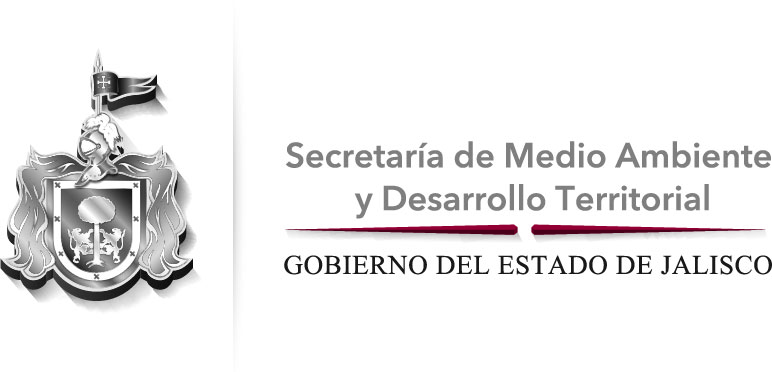 Secretaría de Medio Ambiente
y Desarrollo Territorial
GOBIERNO DEL ESTADO DE JALISCO